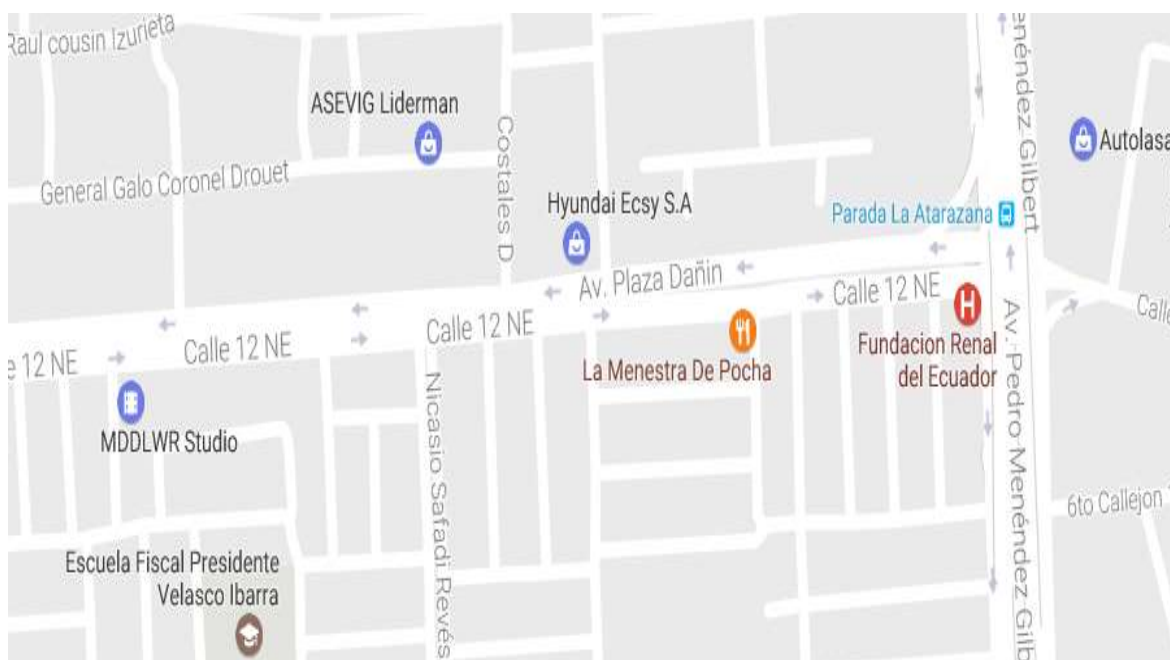 Raul cousin Izurieta
enéndez Gilbert
ASEVIG Liderman
Costales D
Autolasa
General Galo Coronel Drouet
Hyundai Ecsy S.A
Parada La Atarazana
Av. Plaza Dañin
Calle 12 NE
Calle
Calle 12 NE
Calle 12 NE
e 12 NE
H
Fundacion Renal
del Ecuador
La Menestra De Pocha
Av. Pedro Menéndez Gilb
Nicasio Safadi Revés
MDDLWR Studio
6to Callejon
Escuela Fiscal Presidente
Velasco Ibarra